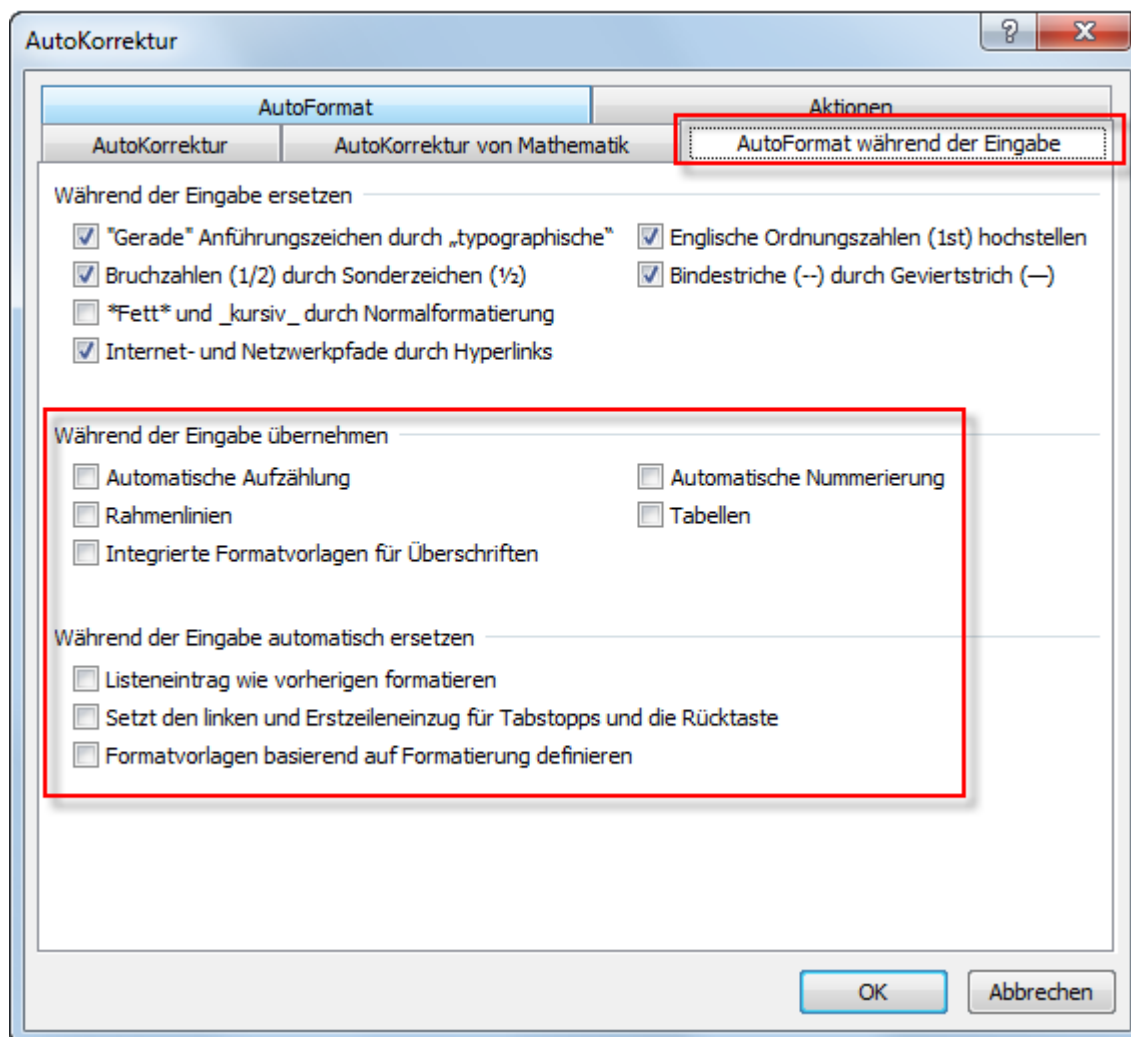 AutoKorrektur
AutoFormat
Aktionen
AutoKorrektur
AutoKorrektur von Mathematik
AutoFormat während der Eingabe
Während der Eingabe ersetzen
"Gerade" Anführungszeichen durch „typographische“
Englische Ordnungszahlen (1st) hochstellen
Bruchzahlen (1/2) durch Sonderzeichen (½)
Bindestriche (--) durch Geviertstrich (—)
*Fett* und _kursiv_ durch Normalformatierung
Internet- und Netzwerkpfade durch Hyperlinks
Während der Eingabe übernehmen
Automatische Aufzählung
Automatische Nummerierung
Rahmenlinien
Tabellen
Integrierte Formatvorlagen für Überschriften
Während der Eingabe automatisch ersetzen
Listeneintrag wie vorherigen formatieren
Setzt den linken und Erstzeileneinzug für Tabstopps und die Rücktaste
Formatvorlagen basierend auf Formatierung definieren
OK
Abbrechen